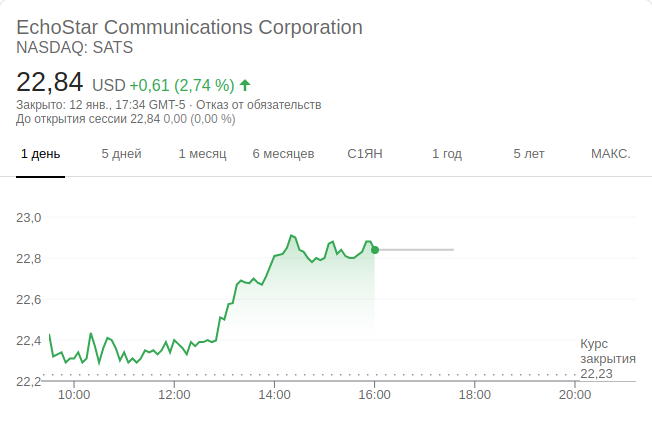 EchoStar Communications Corporation
NASDAQ: SATS
22,84 USD +0,61 (2,74 %)
Закрыто: 12 янв., 17:34 GMT-5 · Отказ от обязательств
До открытия сессии 22,84 0,00 (0,00 %)
1 день 5 дней 1 месяц 6 месяцев С1ЯН 1 год 5 лет МАКС.
23,0
22,8
22,6
22,4
Курс
закрытия
22,23
22,2
10:00 12:00 14:00 16:00 18:00 20:00